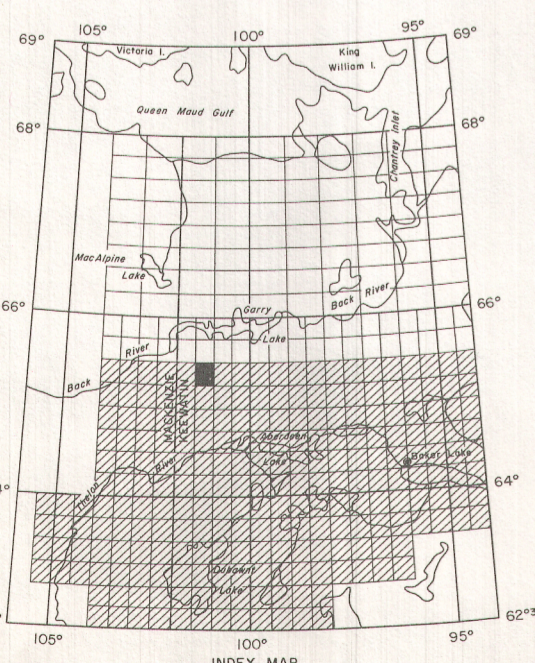 105°
100°
95°
69°
69°
Victoria I.
King
William I.
Queen Maud Gulf
68°
68°
Chantrey Inlet
MacAlpine
Lake
Back River
66°
66°
Garry
Lake
River
Back
MACKENZIE
KEEWATIN
Aberdeen
Lake
Baker Lake
River
Thelon
64°
Dubawnt
Lake
62°3
105°
100°
95°
INDEX MAP